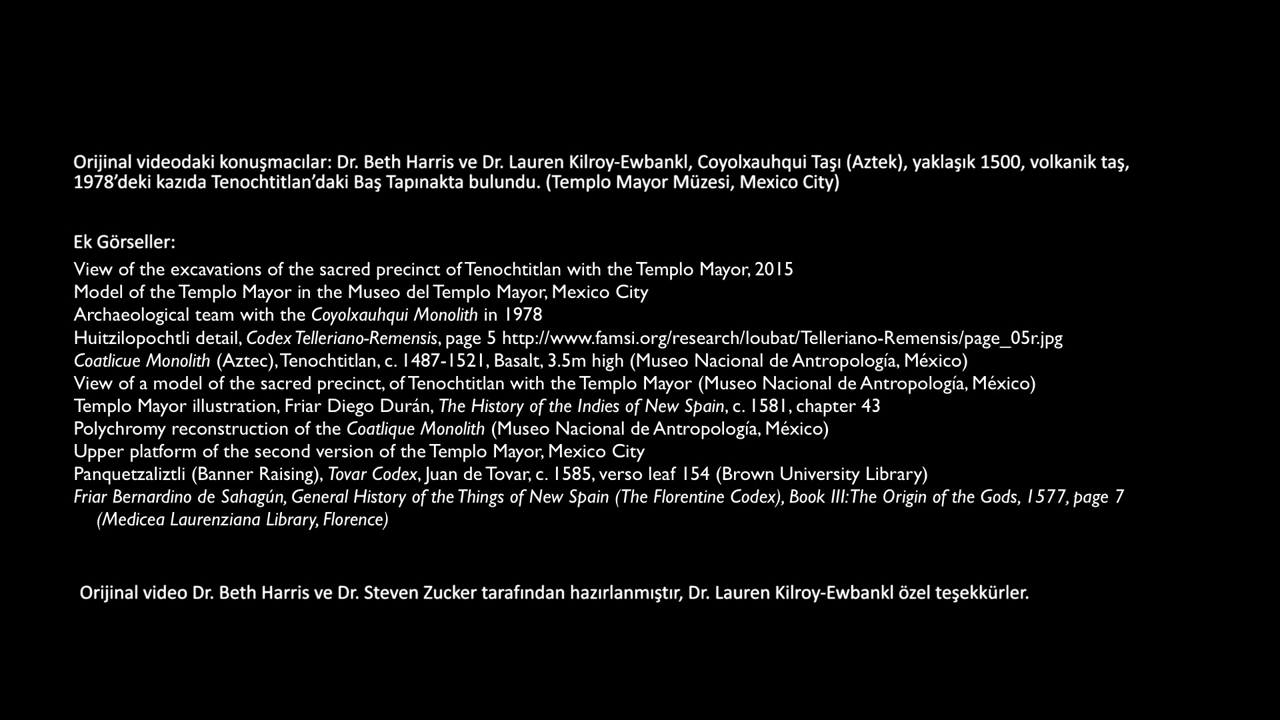 Orijinal videodaki konuşmacılar: Dr. Beth Harris ve Dr. Lauren Kilroy-Ewbankl, Coyolxauhqui Taşı (Aztek), yaklaşık 1500, volkanik taş,
1978'deki kazıda Tenochtitlan'daki Baş Tapınakta bulundu. (Templo Mayor Müzesi, Mexico City)
Ek Görseller:
View of the excavations of the sacred precinct of Tenochtitlan with the Templo Mayor, 2015
Model of the Templo Mayor in the Museo del Templo Mayor, Mexico City
Archaeological team with the Coyolxauhqui Monolith in 1978
Huitzilopochtli detail, Codex Telleriano-Remensis, page 5 http://www.famsi.org/research/loubat/Telleriano-Remensis/page_05r.jpg
Coatlicue Monolith (Aztec), Tenochtitlan, c. 1487-1521, Basalt, 3.5m high (Museo Nacional de Antropología, México)
View of a model of the sacred precinct, of Tenochtitlan with the Templo Mayor (Museo Nacional de Antropología, México)
Templo Mayor illustration, Friar Diego Durán, The History of the Indies of New Spain, c. 1581, chapter 43
Polychromy reconstruction of the Coatlique Monolith (Museo Nacional de Antropología, México)
Upper platform of the second version of the Templo Mayor, Mexico City
Panquetzaliztli (Banner Raising), Tovar Codex, Juan de Tovar, c. 1585, verso leaf 154 (Brown University Library)
Friar Bernardino de Sahagún, General History of the Things of New Spain (The Florentine Codex), Book III: The Origin of the Gods, 1577, page 7
(Medicea Laurenziana Library, Florence)
Orijinal video Dr. Beth Harris ve Dr. Steven Zucker tarafından hazırlanmıştır, Dr. Lauren Kilroy-Ewbankl özel teşekkürler.